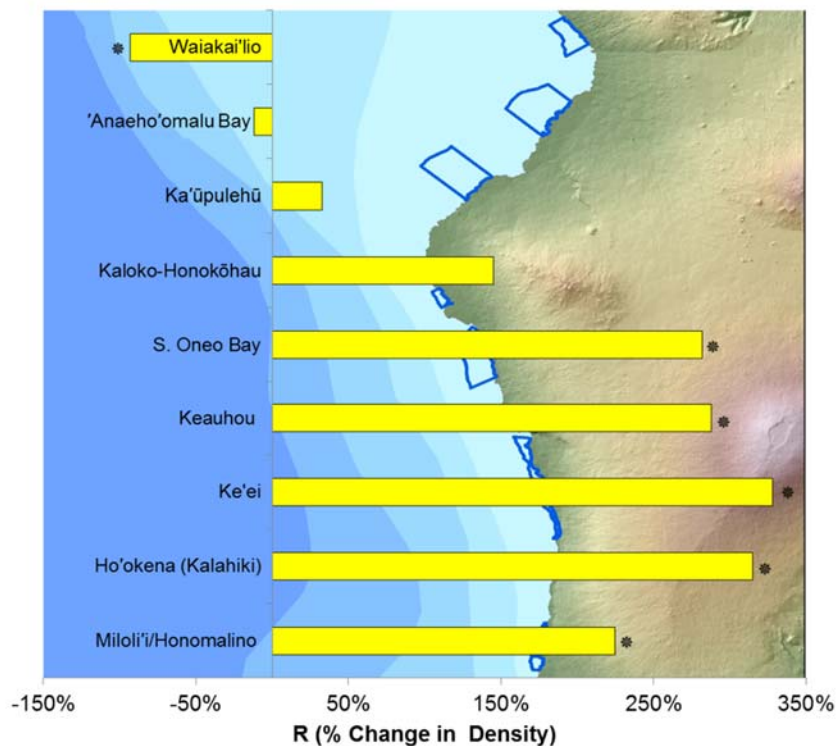 Waiakai'lio
'Anaeho'omalu Bay
Ka'ūpulehū
Kaloko-Honokōhau
S. Oneo Bay
Keauhou
Ke'ei
Ho'okena (Kalahiki)
Miloli'i/Honomalino
-150% -50% 50% 150% 250% 350%
R (% Change in Density)